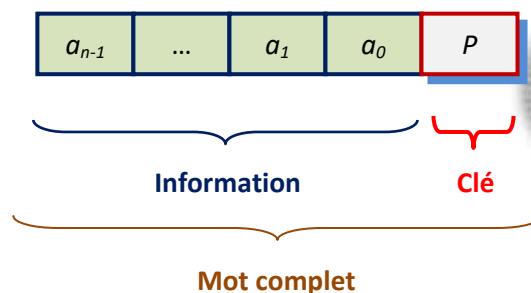 aₙ₋₁ ... a₁ a₀ P
Information Clé
Mot complet